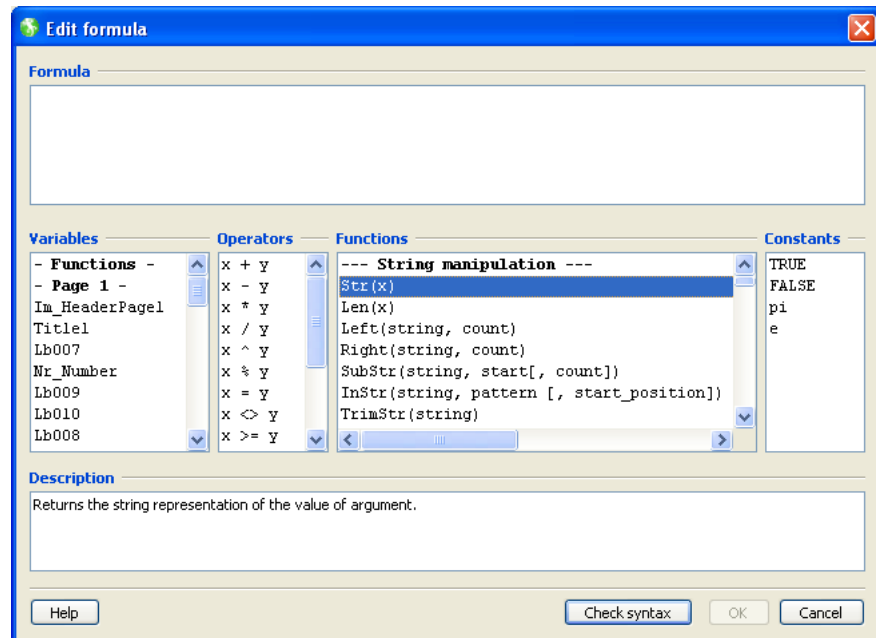 Edit formula
Formula
Variables
- Functions -
- Page 1 -
Im_HeaderPage1
Title1
Lb007
Nr_Number
Lb009
Lb010
Lb008
Operators
x + y
x - y
x * y
x / y
x ^ y
x % y
x = y
x <> y
x >= y
Functions
--- String manipulation ---
Str(x)
Len(x)
Left(string, count)
Right(string, count)
SubStr(string, start[, count])
InStr(string, pattern [, start_position])
TrimStr(string)
Constants
TRUE
FALSE
pi
e
Description
Returns the string representation of the value of argument.
Help
Check syntax
OK
Cancel